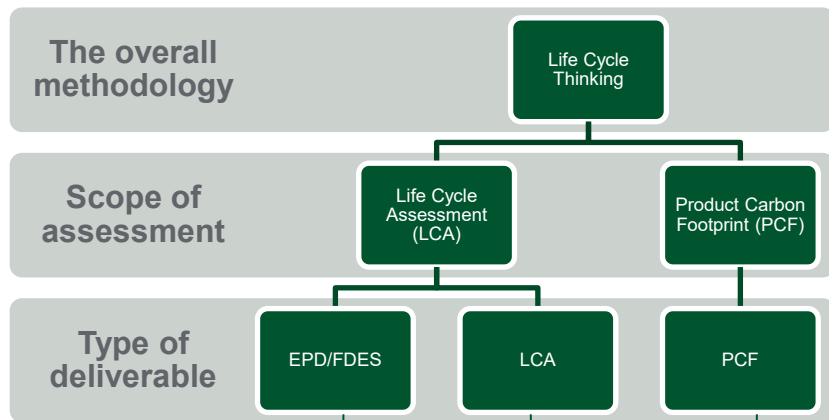 The overall
methodology
Life Cycle
Thinking
Scope of
assessment
Life Cycle
Assessment
(LCA)
Product Carbon
Footprint (PCF)
Type of
deliverable
EPD/FDES
LCA
PCF